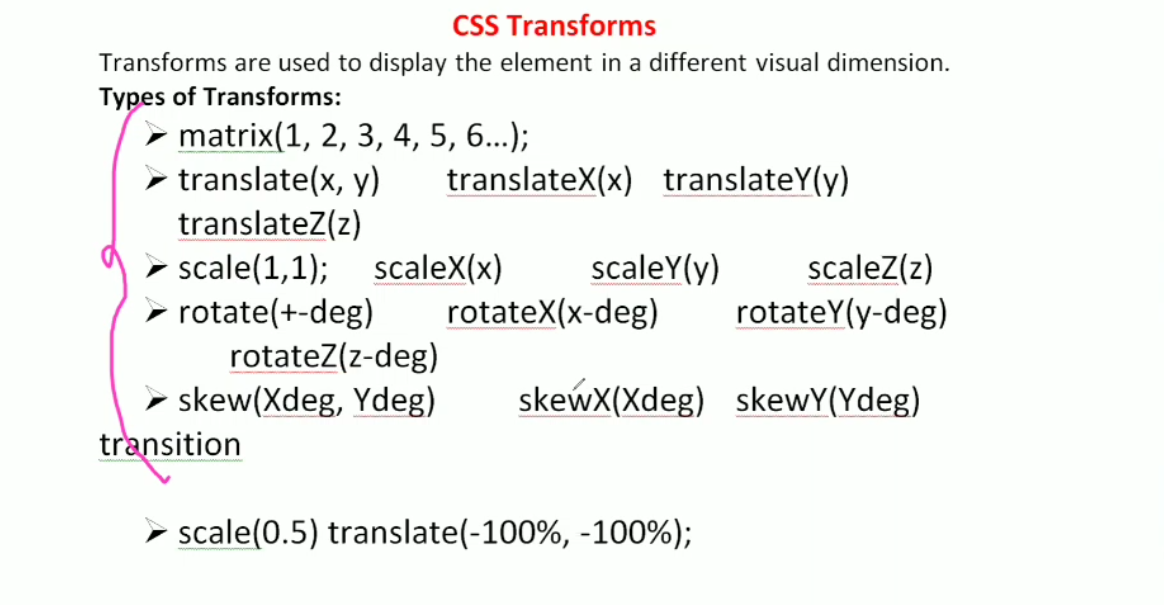 CSS Transforms
Transforms are used to display the element in a different visual dimension.
Types of Transforms:
➢ matrix(1, 2, 3, 4, 5, 6...);
➢ translate(x, y) translateX(x) translateY(y)
translateZ(z)
➢ scale(1,1); scaleX(x) scaleY(y) scaleZ(z)
➢ rotate(+-deg) rotateX(x-deg) rotateY(y-deg)
rotateZ(z-deg)
➢ skew(Xdeg, Ydeg) skewX(Xdeg) skewY(Ydeg)
transition
➢ scale(0.5) translate(-100%, -100%);